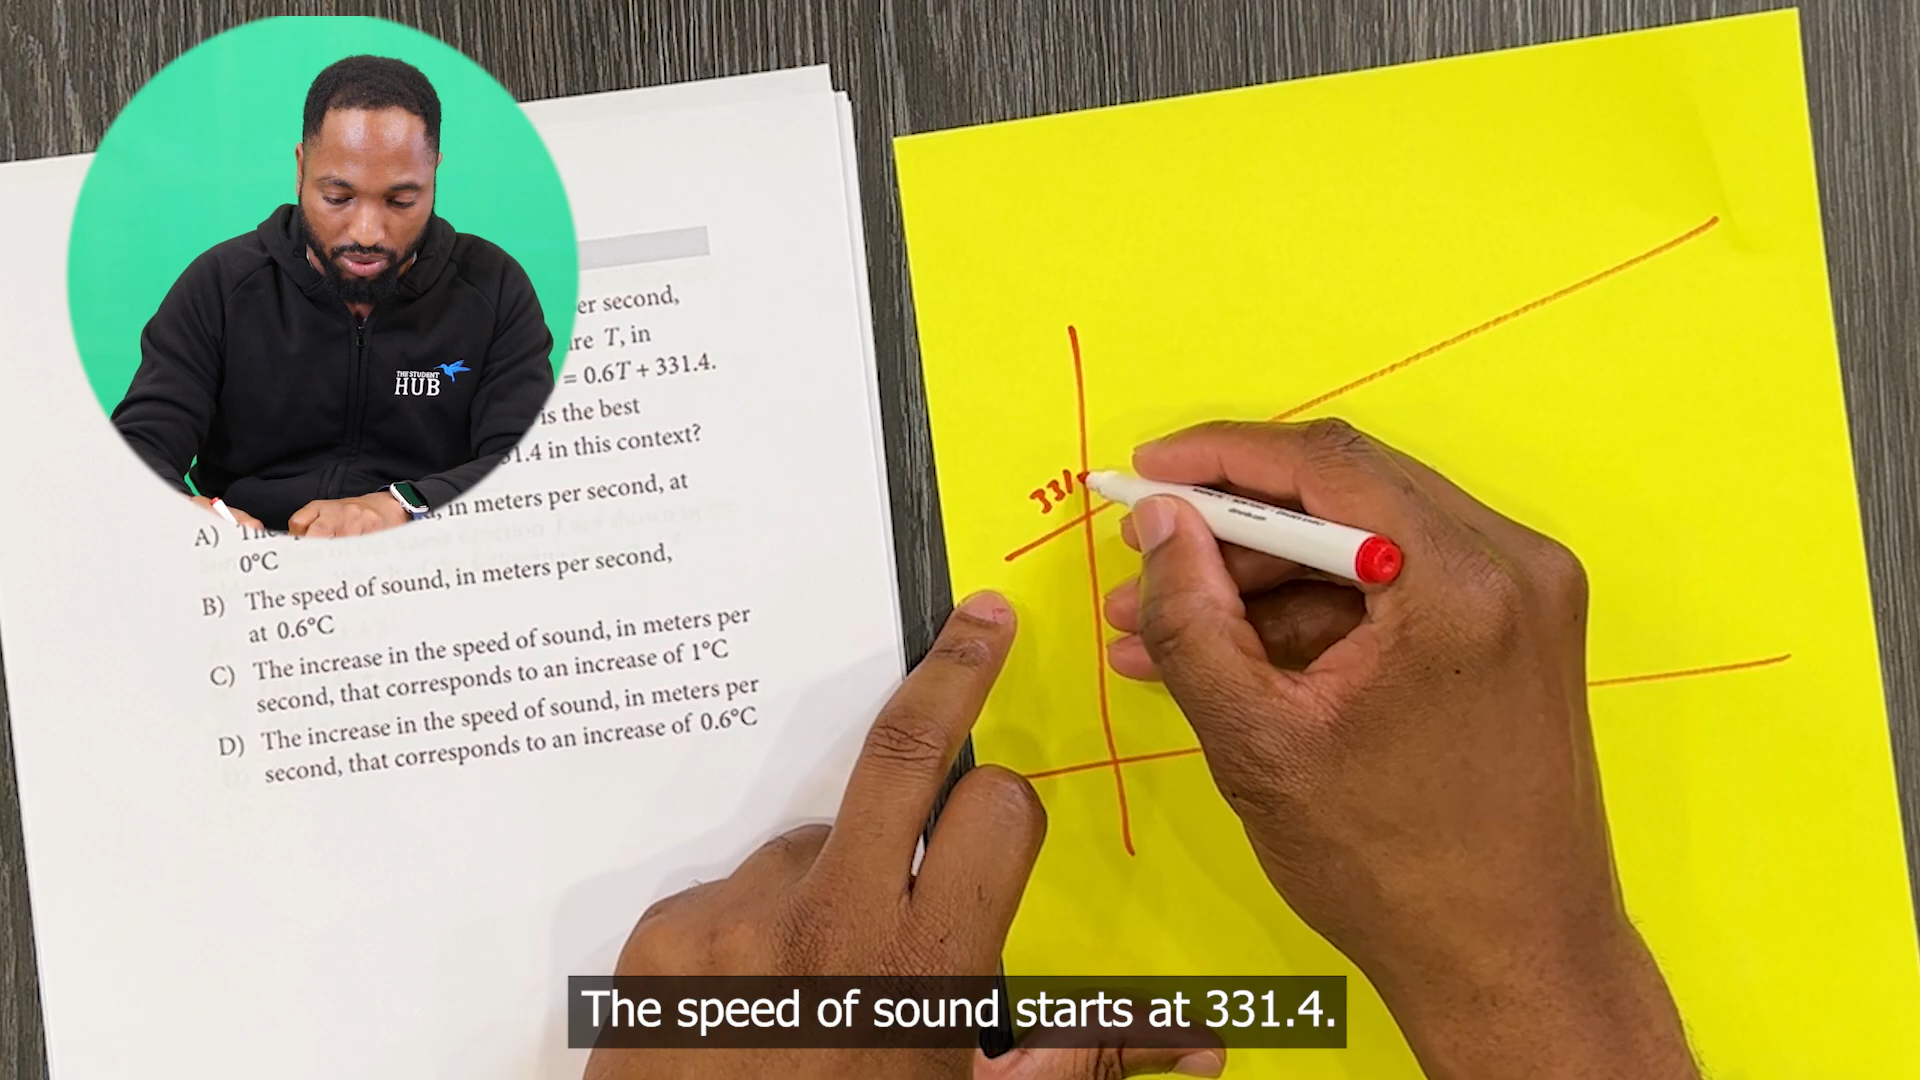 THE STUDENT
HUB
er second,
re T, in
= 0.6T + 331.4.
is the best
1.4 in this context?
A) The , in meters per second, at
0°C
B) The speed of sound, in meters per second,
at 0.6°C
C) The increase in the speed of sound, in meters per
second, that corresponds to an increase of 1°C
D) The increase in the speed of sound, in meters per
second, that corresponds to an increase of 0.6°C
331
The speed of sound starts at 331.4.